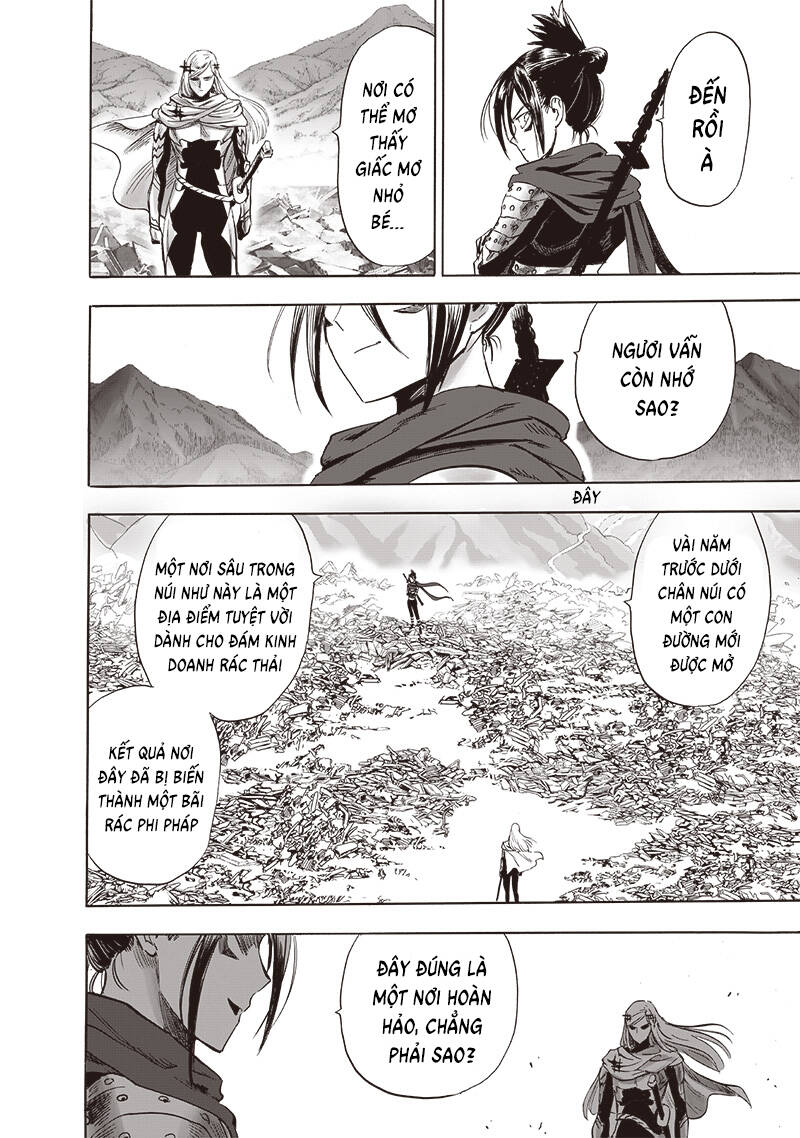 ĐẾN
RỒI
À
NƠI CÓ
THỂ MƠ
THẤY
GIẤC MƠ
NHỎ
BÉ...
NGƯƠI VẪN
CÒN NHỚ
SAO?
ĐÂY
VÀI NĂM
TRƯỚC DƯỚI
CHÂN NÚI CÓ
MỘT CON
ĐƯỜNG MỚI
ĐƯỢC MỞ
MỘT NƠI SÂU TRONG
NÚI NHƯ NÀY LÀ MỘT
ĐỊA ĐIỂM TUYỆT VỜI
DÀNH CHO ĐÁM KINH
DOANH RÁC THẢI
KẾT QUẢ NƠI
ĐÂY ĐÃ BỊ BIẾN
THÀNH MỘT BÃI
RÁC PHI PHÁP
ĐÂY ĐÚNG LÀ
MỘT NƠI HOÀN
HẢO, CHẲNG
PHẢI SAO?